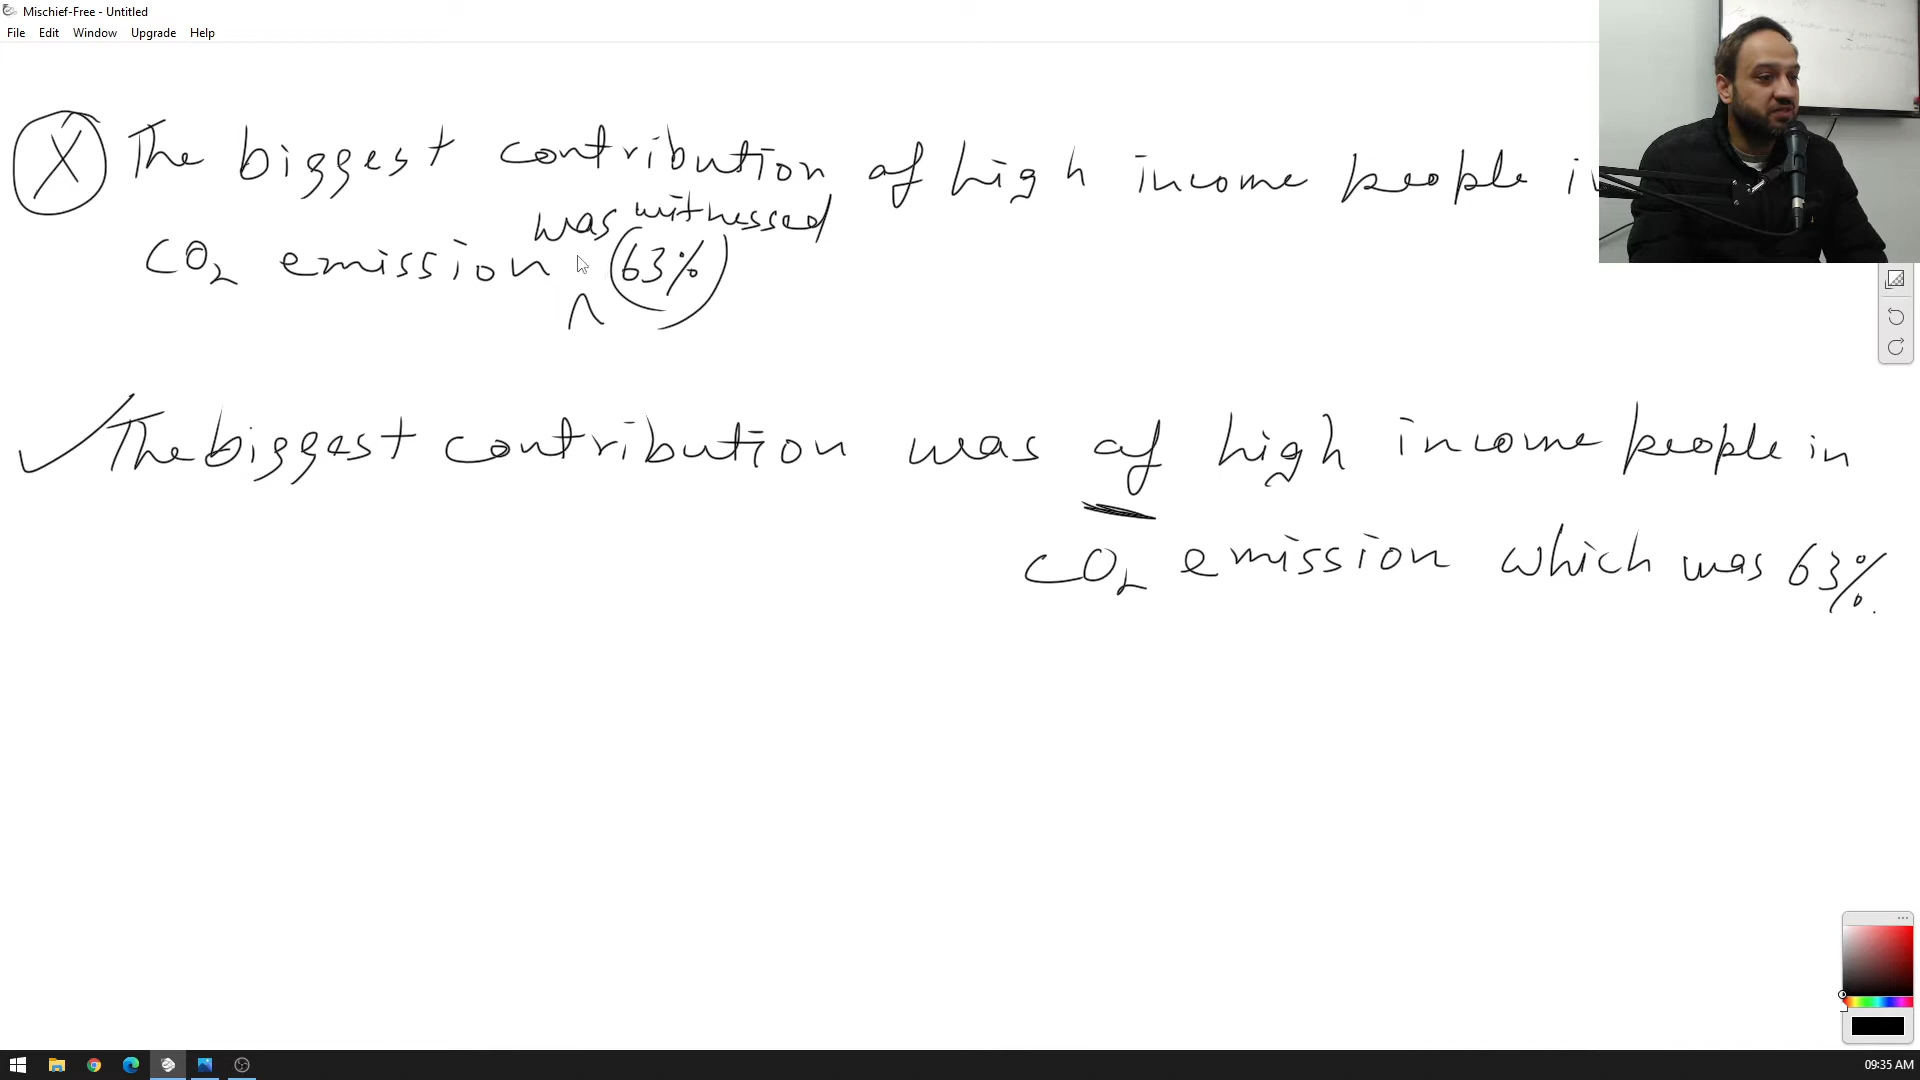 Mischief-Free - Untitled
File Edit Window Upgrade Help
X The biggest contribution of high income people
was witnessed
CO₂ emission 63%
✓ The biggest contribution was of high income people in
CO₂ emission which was 63%.
09:35 AM